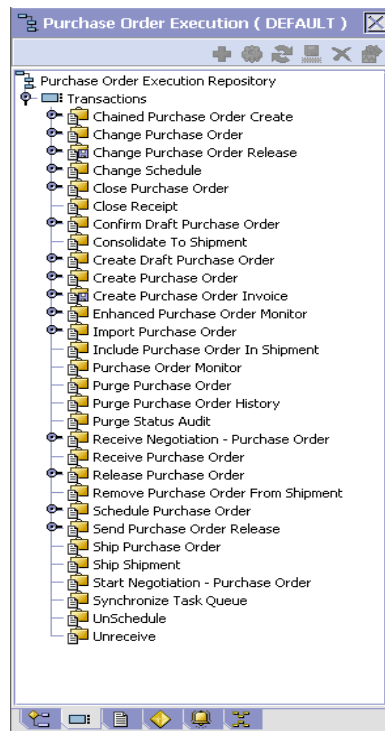 Purchase Order Execution ( DEFAULT )
Purchase Order Execution Repository
Transactions
Chained Purchase Order Create
Change Purchase Order
Change Purchase Order Release
Change Schedule
Close Purchase Order
Close Receipt
Confirm Draft Purchase Order
Consolidate To Shipment
Create Draft Purchase Order
Create Purchase Order
Create Purchase Order Invoice
Enhanced Purchase Order Monitor
Import Purchase Order
Include Purchase Order In Shipment
Purchase Order Monitor
Purge Purchase Order
Purge Purchase Order History
Purge Status Audit
Receive Negotiation - Purchase Order
Receive Purchase Order
Release Purchase Order
Remove Purchase Order From Shipment
Schedule Purchase Order
Send Purchase Order Release
Ship Purchase Order
Ship Shipment
Start Negotiation - Purchase Order
Synchronize Task Queue
UnSchedule
Unreceive